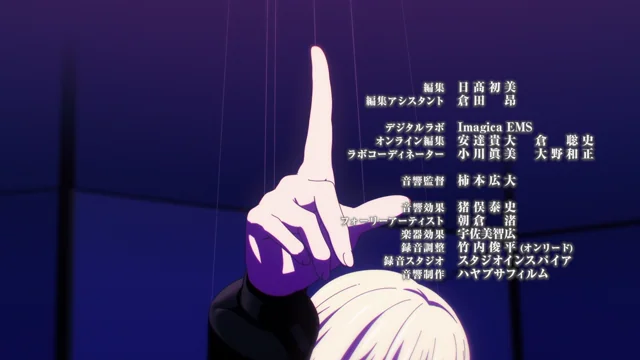 編集 日髙初美
編集アシスタント 倉田 昂
デジタルラボ Imagica EMS
オンライン編集 安達貴大 倉 聡史
ラボコーディネーター 小川眞美 大野和正
音響監督 柿本広大
音響効果 猪俣泰史
フォーリーアーティスト 朝倉 渚
楽器効果 宇佐美智広
録音調整 竹内俊平(オンリード)
録音スタジオ スタジオインスパイア
音響制作 ハヤブサフィルム